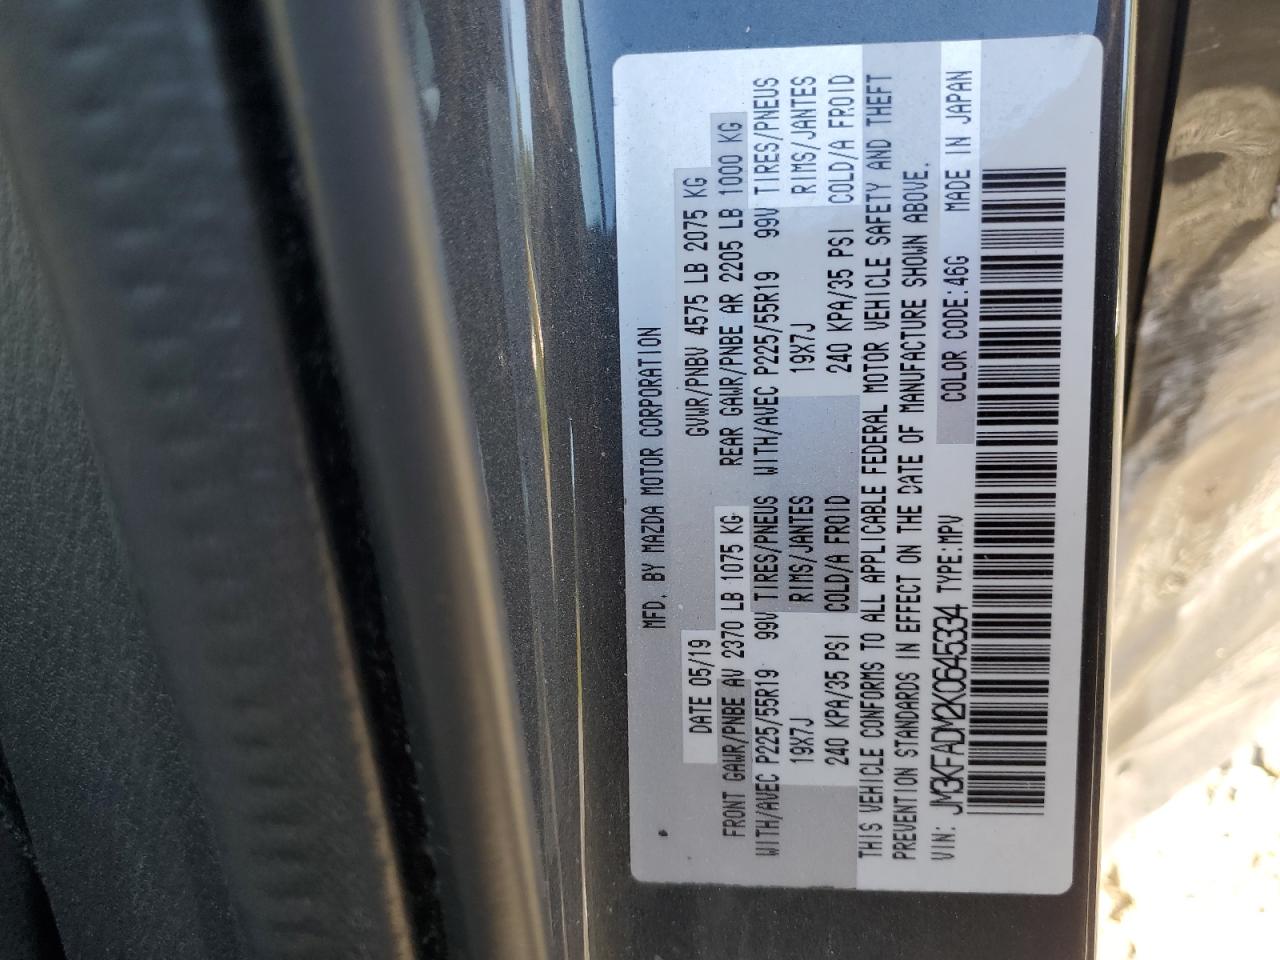 MFD. BY MAZDA MOTOR CORPORATION
DATE 05/19 GVWR/PNBV 4575 LB 2075 KG
FRONT GAWR/PNBE AV 2370 LB 1075 KG REAR GAWR/PNBE AR 2205 LB 1000 KG
WITH/AVEC P225/55R19 99V TIRES/PNEUS WITH/AVEC P225/55R19 99V TIRES/PNEUS
19X7J RIMS/JANTES 19X7J RIMS/JANTES
240 KPA/35 PSI COLD/A FROID 240 KPA/35 PSI COLD/A FROID
THIS VEHICLE CONFORMS TO ALL APPLICABLE FEDERAL MOTOR VEHICLE SAFETY AND THEFT
PREVENTION STANDARDS IN EFFECT ON THE DATE OF MANUFACTURE SHOWN ABOVE.
VIN: JM3KFADM2K0645334 TYPE:MPV COLOR CODE:46G MADE IN JAPAN